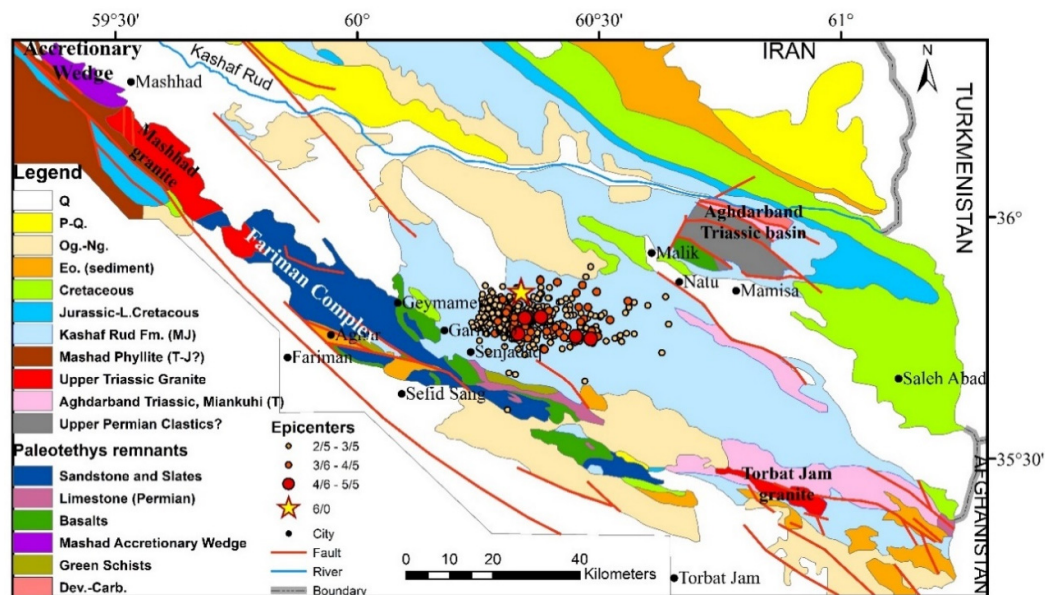 59°30'
60°
60°30'
61°
Accretionary
Wedge
Mashhad
Kashaf Rud
IRAN
N
TURKMENISTAN
Mashhad
granite
36°
Aghdarband
Triassic basin
Fariman Complex
Malik
Natu
Mamisa
Geymame
Senjadak
Fariman
Sefid Sang
Saleh Abad
35°30'
Torbat Jam
granite
AFGHANISTAN
Torbat Jam
Legend
Q
P-Q.
Og.-Ng.
Eo. (sediment)
Cretaceous
Jurassic-L.Cretacous
Kashaf Rud Fm. (MJ)
Mashad Phyllite (T-J?)
Upper Triassic Granite
Aghdarband Triassic, Miankuhi (T)
Upper Permian Clastics?
Paleotethys remnants
Sandstone and Slates
Limestone (Permian)
Basalts
Mashad Accretionary Wedge
Green Schists
Dev.-Carb.
Epicenters
2/5 - 3/5
3/6 - 4/5
4/6 - 5/5
6/0
City
Fault
River
Boundary
0 10 20 40
Kilometers